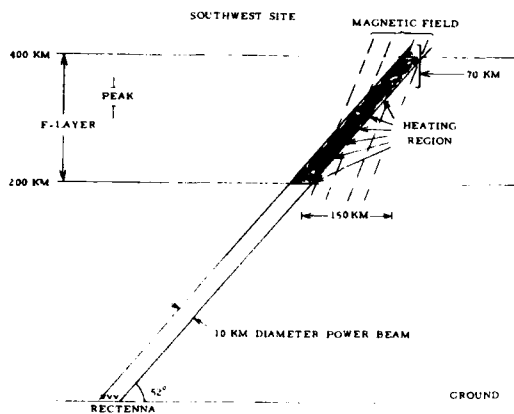 SOUTHWEST SITE
MAGNETIC FIELD
400 KM
70 KM
PEAK
F-LAYER
HEATING
REGION
200 KM
150 KM
10 KM DIAMETER POWER BEAM
52°
GROUND
RECTENNA